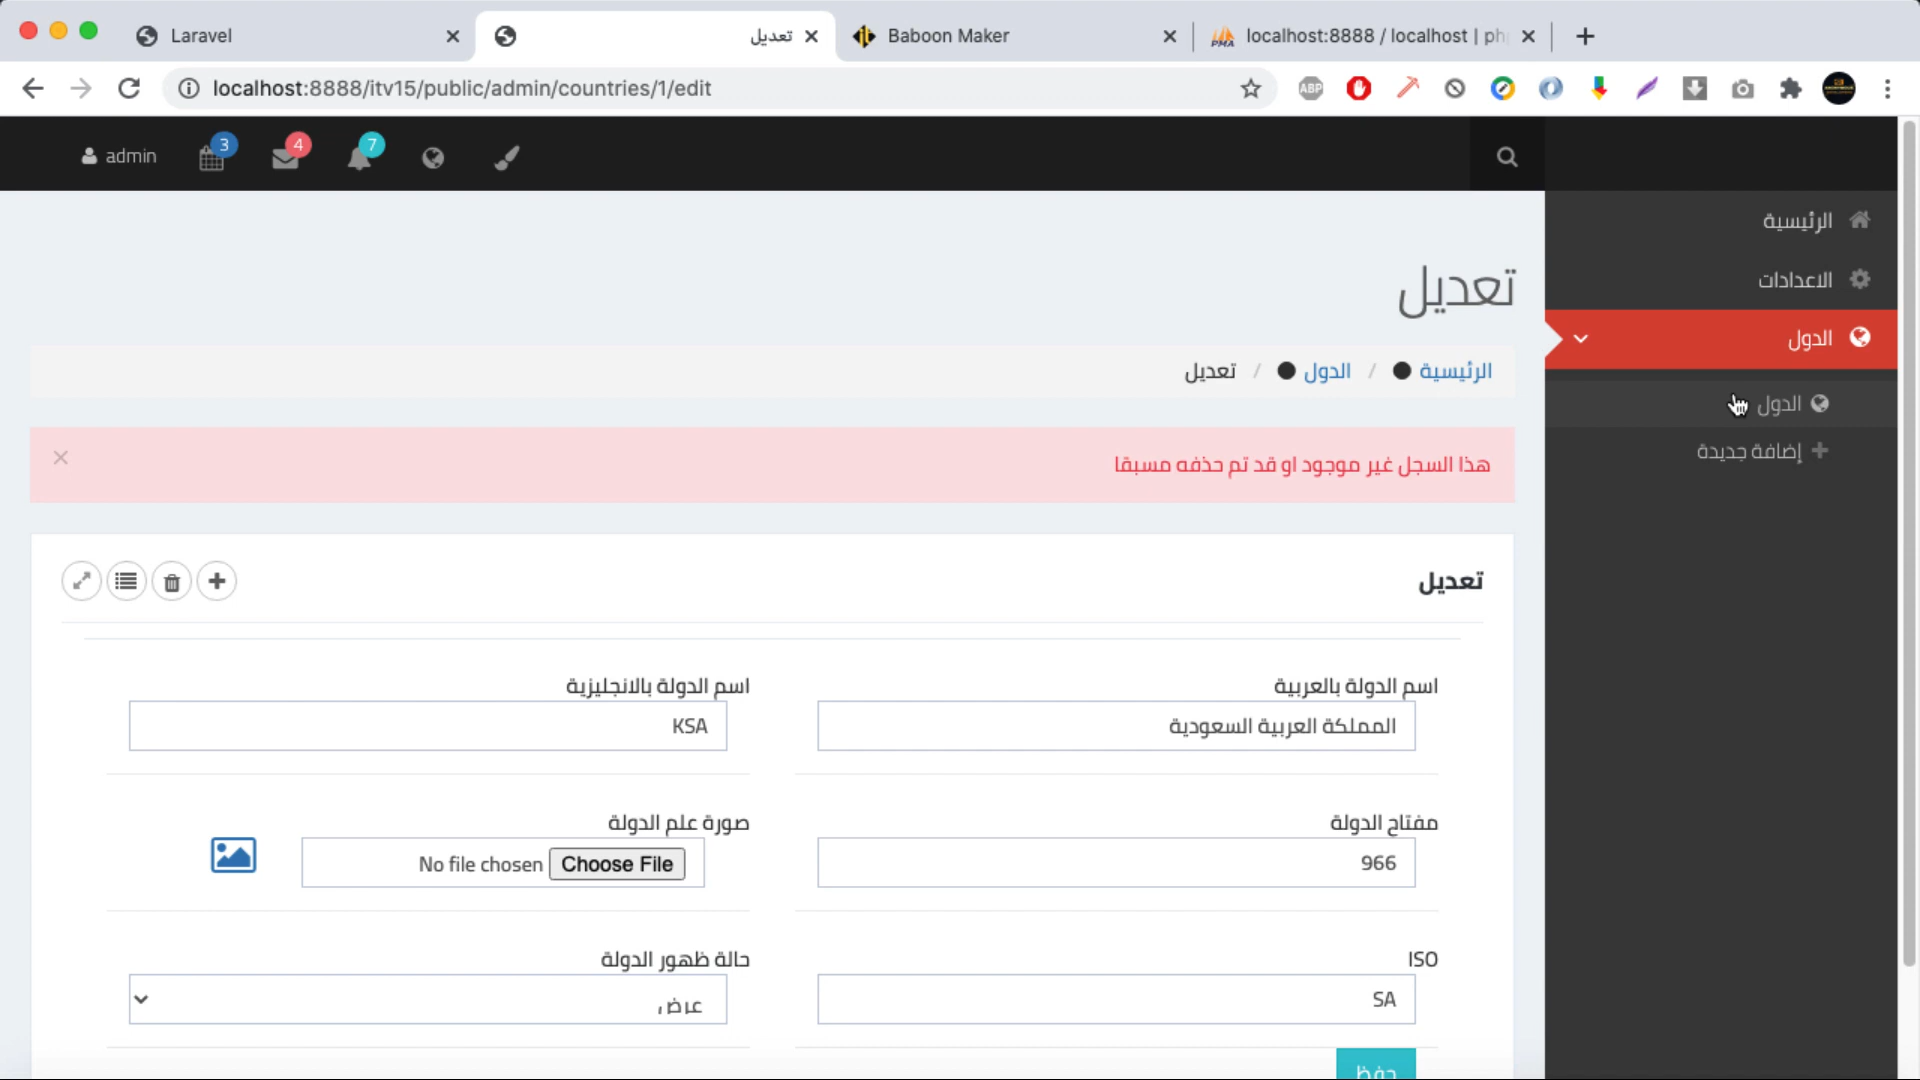 Laravel
تعديل
Baboon Maker
localhost:8888 / localhost | ph
localhost:8888/itv15/public/admin/countries/1/edit
ABP
admin
3
4
7
الرئيسية
الاعدادات
الدول
الدول
إضافة جديدة
تعديل
الرئيسية / الدول / تعديل
هذا السجل غير موجود او قد تم حذفه مسبقا
تعديل
اسم الدولة بالعربية
المملكة العربية السعودية
اسم الدولة بالانجليزية
KSA
مفتاح الدولة
966
صورة علم الدولة
Choose File No file chosen
ISO
SA
حالة ظهور الدولة
عرض
حفظ